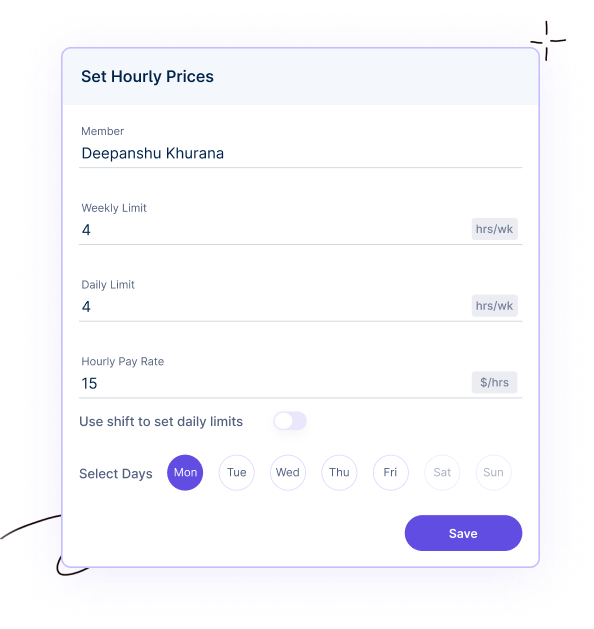 Set Hourly Prices
Member
Deepanshu Khurana
Weekly Limit
4 hrs/wk
Daily Limit
4 hrs/wk
Hourly Pay Rate
15 $/hrs
Use shift to set daily limits
Select Days Mon Tue Wed Thu Fri Sat Sun
Save